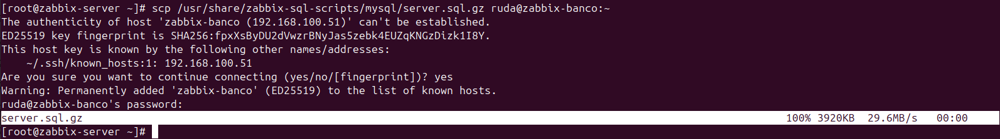 [root@zabbix-server ~]# scp /usr/share/zabbix-sql-scripts/mysql/server.sql.gz ruda@zabbix-banco:~
The authenticity of host 'zabbix-banco (192.168.100.51)' can't be established.
ED25519 key fingerprint is SHA256:fpxXsByDU2dVwzrBNyJas5zebk4EUZqKNGzDizk1I8Y.
This host key is known by the following other names/addresses:
    ~/.ssh/known_hosts:1: 192.168.100.51
Are you sure you want to continue connecting (yes/no/[fingerprint])? yes
Warning: Permanently added 'zabbix-banco' (ED25519) to the list of known hosts.
ruda@zabbix-banco's password:
server.sql.gz 100% 3920KB 29.6MB/s 00:00
[root@zabbix-server ~]#